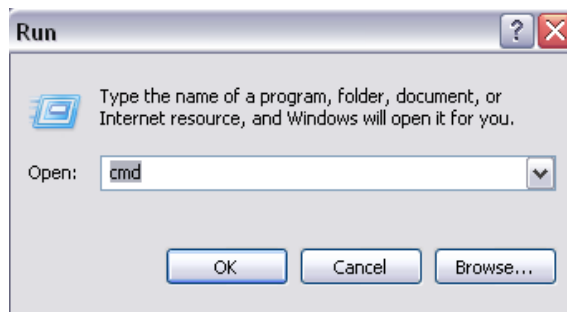 Run
Type the name of a program, folder, document, or
Internet resource, and Windows will open it for you.
Open: cmd
OK Cancel Browse...